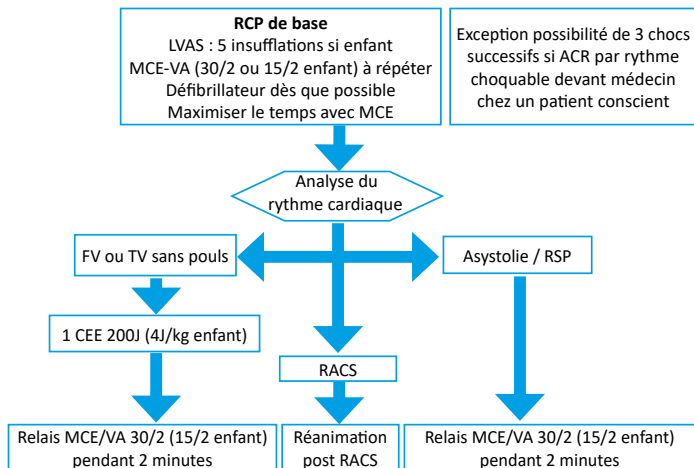 RCP de base
LVAS : 5 insufflations si enfant
MCE-VA (30/2 ou 15/2 enfant) à répéter
Défibrillateur dès que possible
Maximiser le temps avec MCE
Exception possibilité de 3 chocs
successifs si ACR par rythme
choquable devant médecin
chez un patient conscient
Analyse du
rythme cardiaque
FV ou TV sans pouls
Asystolie / RSP
1 CEE 200J (4J/kg enfant)
RACS
Relais MCE/VA 30/2 (15/2 enfant)
pendant 2 minutes
Réanimation
post RACS
Relais MCE/VA 30/2 (15/2 enfant)
pendant 2 minutes